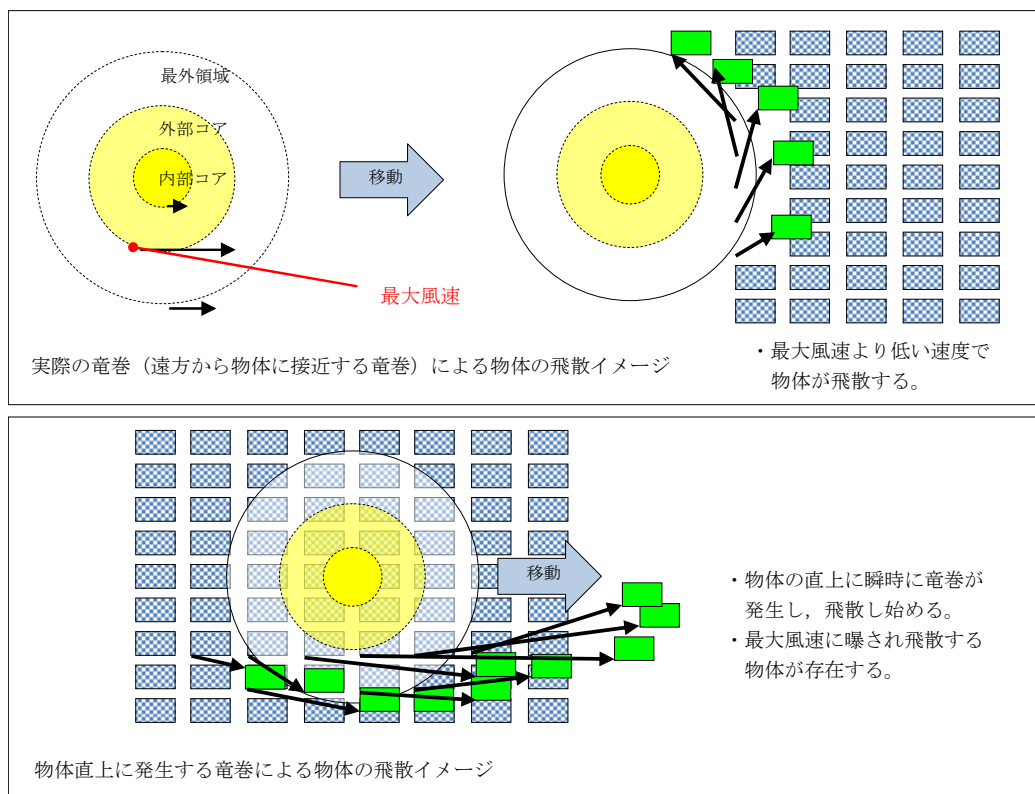 最外領域
外部コア
内部コア
移動
最大風速
実際の竜巻（遠方から物体に接近する竜巻）による物体の飛散イメージ
・最大風速より低い速度で
物体が飛散する。
移動
・物体の直上に瞬時に竜巻が
発生し，飛散し始める。
・最大風速に曝され飛散する
物体が存在する。
物体直上に発生する竜巻による物体の飛散イメージ